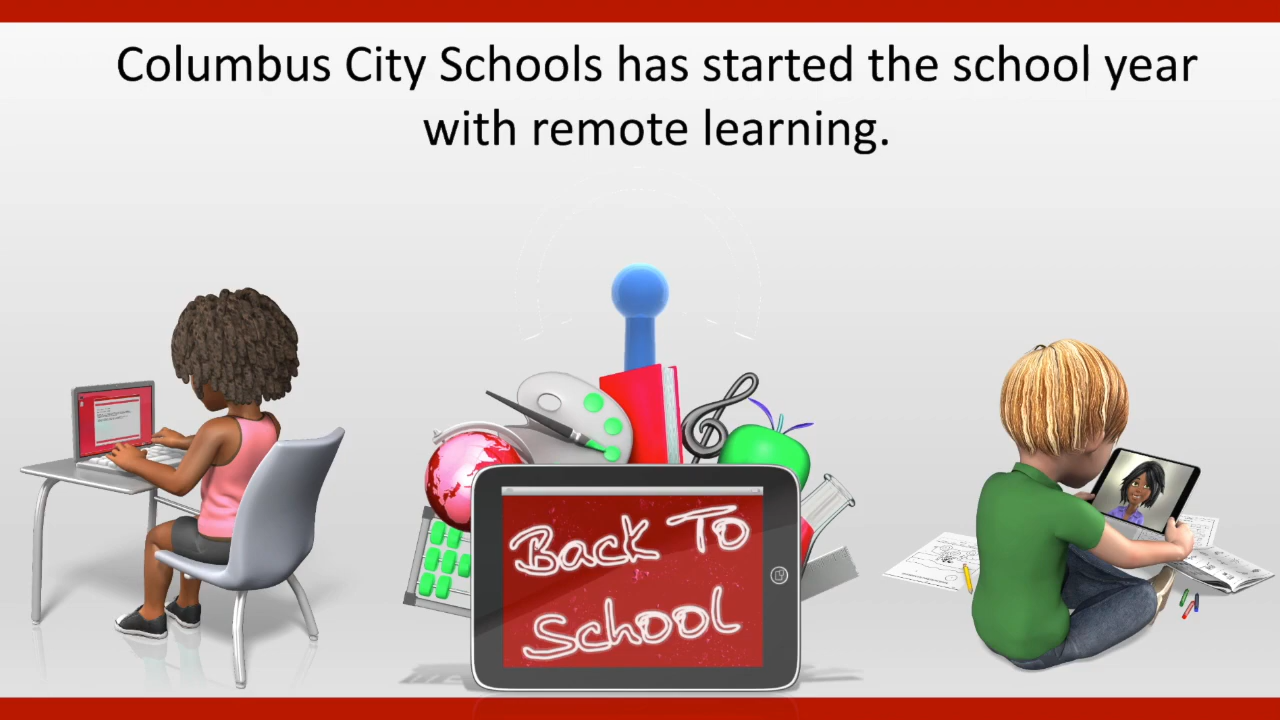 Columbus City Schools has started the school year
with remote learning.
Back To
School